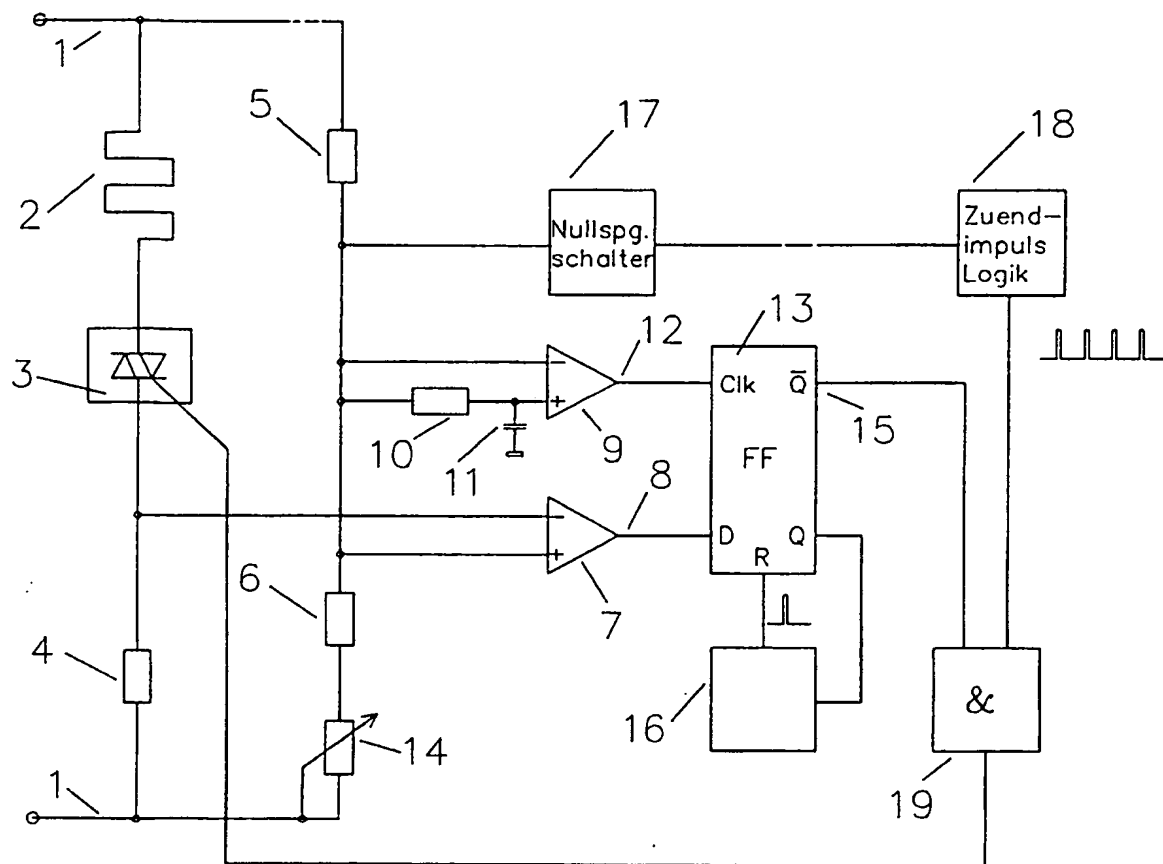 1
5
17
18
2
Nullspg.
schalter
Zuend-
impuls
Logik
3
12
13
−
+
Clk
Q̅
10
11
9
15
FF
8
−
+
D
Q
R
6
7
4
16
&
14
1
19